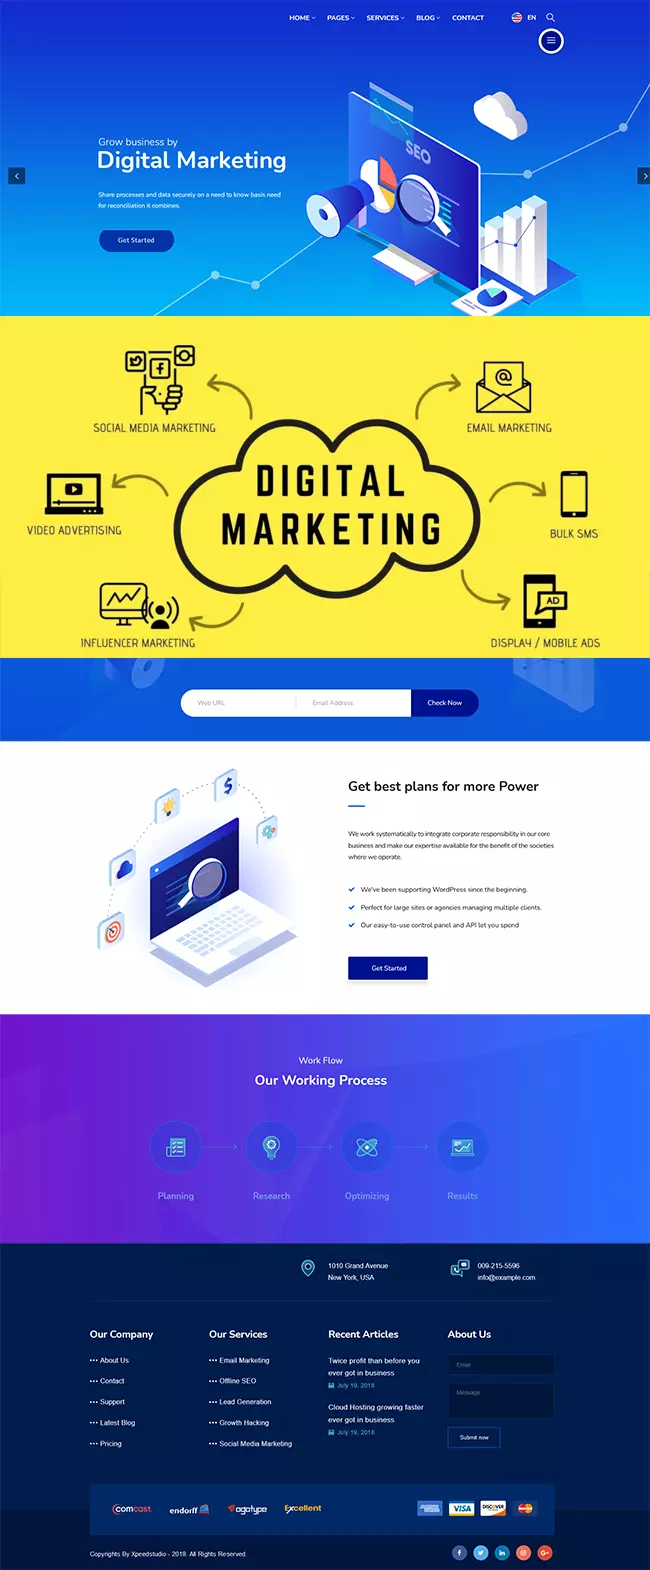 HOME PAGES SERVICES BLOG CONTACT EN
SEO
Grow business by
Digital Marketing
Share processes and data securely on a need to know basis need
for reconciliation it combines.
Get Started
SOCIAL MEDIA MARKETING
EMAIL MARKETING
DIGITAL
MARKETING
VIDEO ADVERTISING
BULK SMS
AD
INFLUENCER MARKETING
DISPLAY / MOBILE ADS
Web URL Email Address Check Now
Get best plans for more Power
We work systematically to integrate corporate responsibility in our core
business and make our expertise available for the benefit of the societies
where we operate.
We've been supporting WordPress since the beginning.
Perfect for large sites or agencies managing multiple clients.
Our easy-to-use control panel and API let you spend
Get Started
Work Flow
Our Working Process
Planning Research Optimizing Results
1010 Grand Avenue
New York, USA
009-215-5596
info@example.com
Our Company
About Us
Contact
Support
Latest Blog
Pricing
Our Services
Email Marketing
Offline SEO
Lead Generation
Growth Hacking
Social Media Marketing
Recent Articles
Twice profit than before you
ever got in business
July 19, 2018
Cloud Hosting growing faster
ever got in business
July 19, 2018
About Us
Email
Message
Submit now
comcast endorff ogotype Excellent
VISA DISCOVER
Copyrights By Xpeedstudio - 2018. All Rights Reserved.